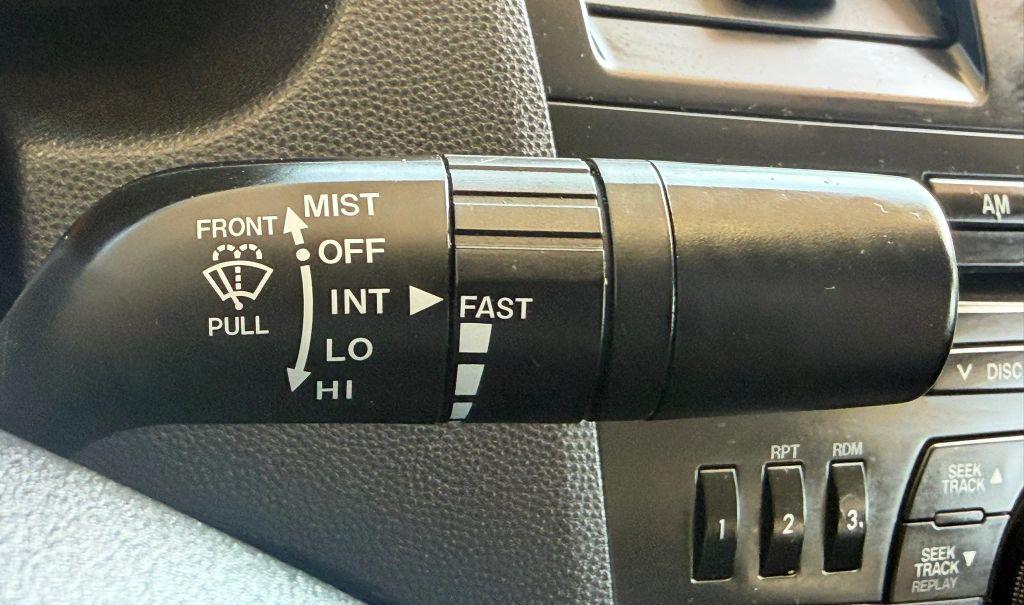 MIST
FRONT
OFF
INT
FAST
PULL
LO
HI
AM
DISC
RPT
RDM
1
2
3
SEEK
TRACK
SEEK
TRACK
REPLAY